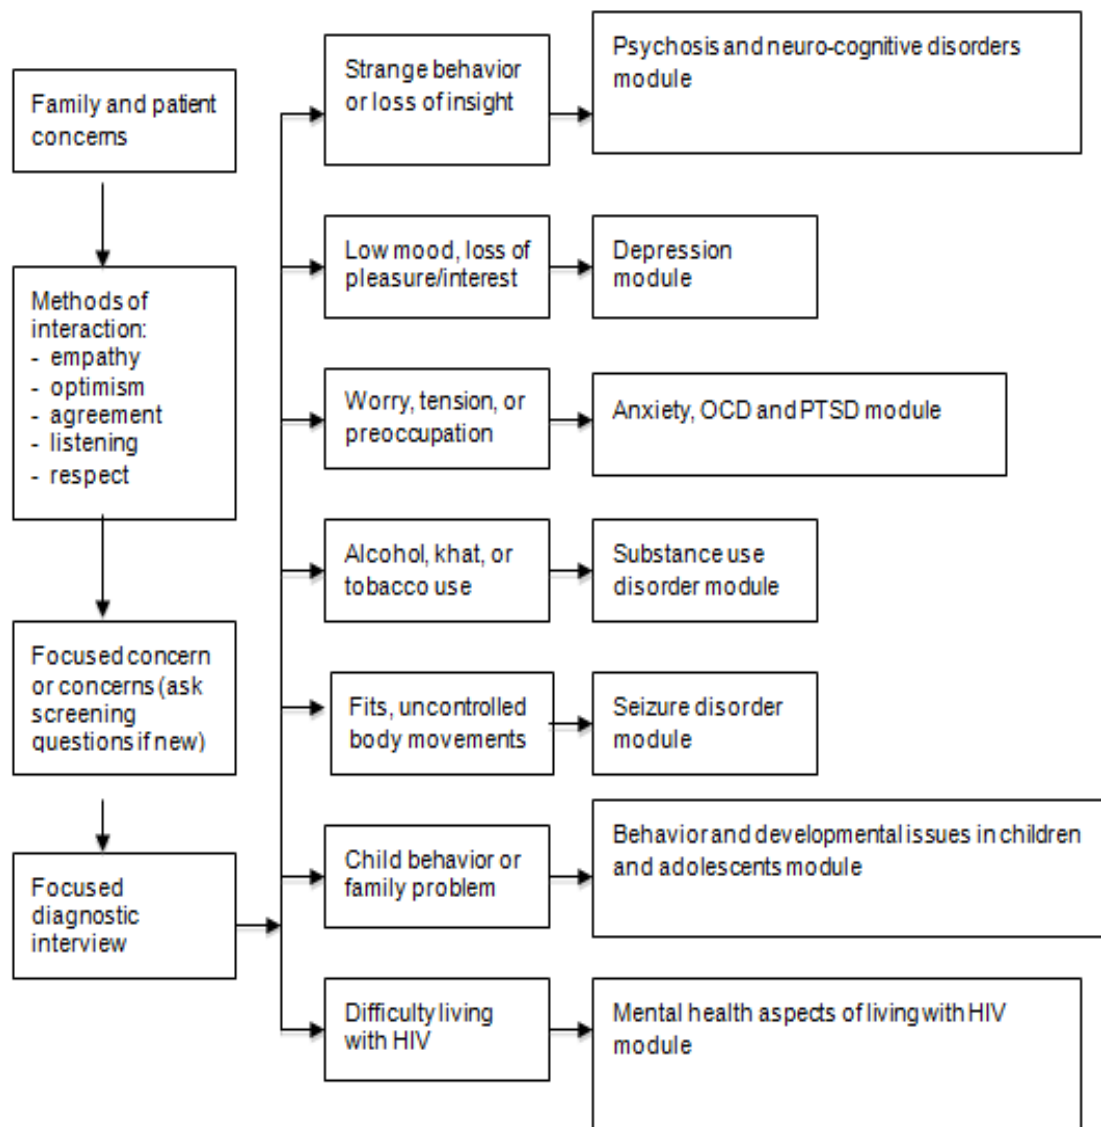 Family and patient
concerns
Methods of
interaction:
- empathy
- optimism
- agreement
- listening
- respect
Focused concern
or concerns (ask
screening
questions if new)
Focused
diagnostic
interview
Strange behavior
or loss of insight
Psychosis and neuro-cognitive disorders
module
Low mood, loss of
pleasure/interest
Depression
module
Worry, tension, or
preoccupation
Anxiety, OCD and PTSD module
Alcohol, khat, or
tobacco use
Substance use
disorder module
Fits, uncontrolled
body movements
Seizure disorder
module
Child behavior or
family problem
Behavior and developmental issues in children
and adolescents module
Difficulty living
with HIV
Mental health aspects of living with HIV
module